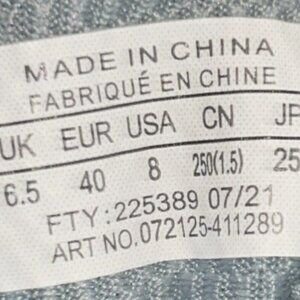 MADE IN CHINA
FABRIQUÉ EN CHINE
UK EUR USA CN JP
6.5 40 8 250(1.5) 25
FTY: 225389 07/21
ART NO. 072125-411289